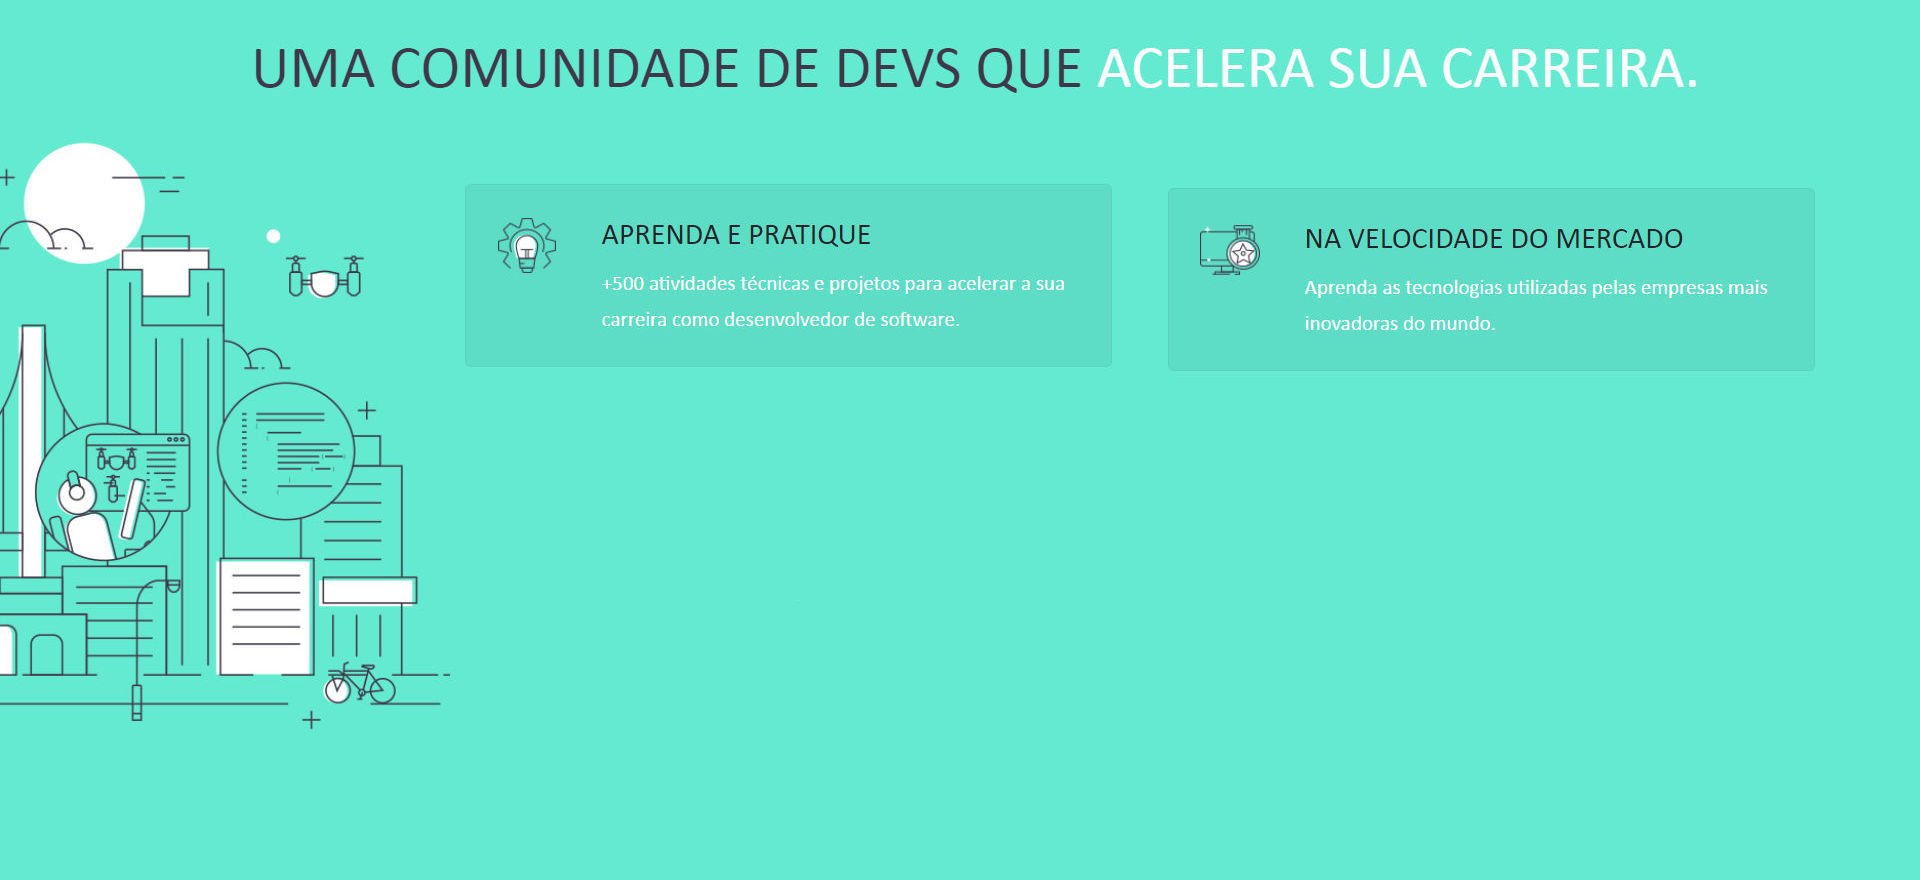 UMA COMUNIDADE DE DEVS QUE ACELERA SUA CARREIRA.
APRENDA E PRATIQUE
+500 atividades técnicas e projetos para acelerar a sua
carreira como desenvolvedor de software.
NA VELOCIDADE DO MERCADO
Aprenda as tecnologias utilizadas pelas empresas mais
inovadoras do mundo.